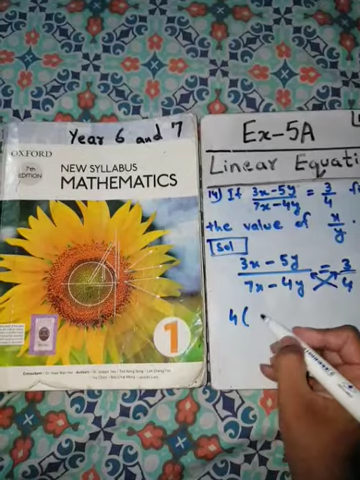 Year 6 and 7
OXFORD
7th
EDITION
NEW SYLLABUS
MATHEMATICS
1
Ex-5A
Linear Equati
14) If 3x-5y/7x-4y = 3/4 f
the value of x/y.
Sol
3x - 5y/7x - 4y = 3/4
4(